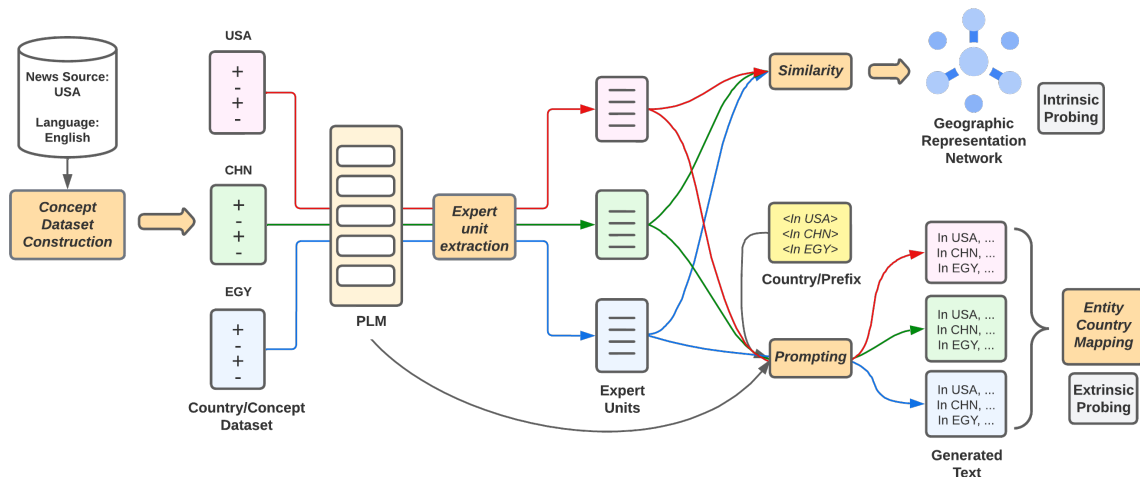 News Source:
USA
Language:
English
Concept
Dataset
Construction
USA
+
-
+
-
CHN
+
-
+
-
EGY
+
-
+
-
Country/Concept
Dataset
PLM
Expert
unit
extraction
Expert
Units
Similarity
Geographic
Representation
Network
Intrinsic
Probing
<In USA>
<In CHN>
<In EGY>
Country/Prefix
Prompting
In USA, ...
In CHN, ...
In EGY, ...
In USA, ...
In CHN, ...
In EGY, ...
In USA, ...
In CHN, ...
In EGY, ...
Generated
Text
Entity
Country
Mapping
Extrinsic
Probing